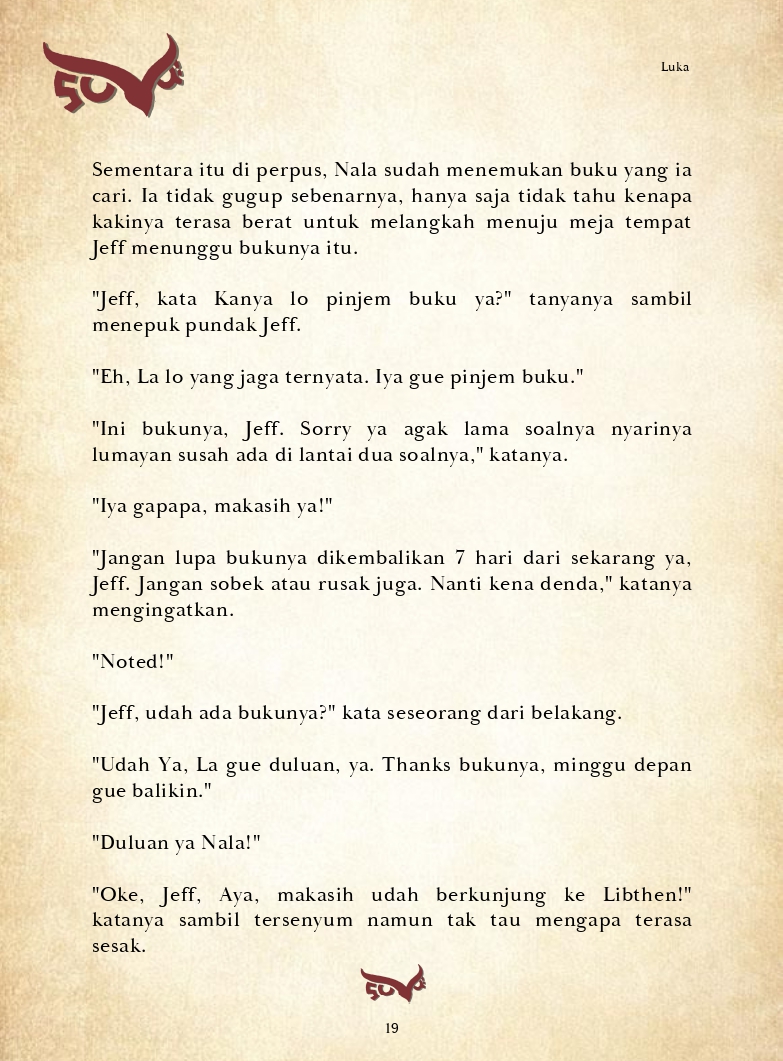 Luka
Sementara itu di perpus, Nala sudah menemukan buku yang ia
cari. Ia tidak gugup sebenarnya, hanya saja tidak tahu kenapa
kakinya terasa berat untuk melangkah menuju meja tempat
Jeff menunggu bukunya itu.
"Jeff, kata Kanya lo pinjem buku ya?" tanyanya sambil
menepuk pundak Jeff.
"Eh, La lo yang jaga ternyata. Iya gue pinjem buku."
"Ini bukunya, Jeff. Sorry ya agak lama soalnya nyarinya
lumayan susah ada di lantai dua soalnya," katanya.
"Iya gapapa, makasih ya!"
"Jangan lupa bukunya dikembalikan 7 hari dari sekarang ya,
Jeff. Jangan sobek atau rusak juga. Nanti kena denda," katanya
mengingatkan.
"Noted!"
"Jeff, udah ada bukunya?" kata seseorang dari belakang.
"Udah Ya, La gue duluan, ya. Thanks bukunya, minggu depan
gue balikin."
"Duluan ya Nala!"
"Oke, Jeff, Aya, makasih udah berkunjung ke Libthen!"
katanya sambil tersenyum namun tak tau mengapa terasa
sesak.
19